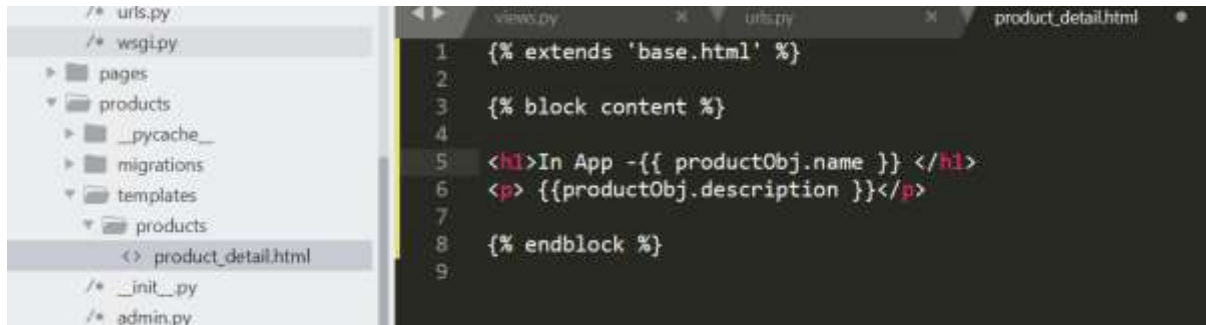 /* urls.py
/* wsgi.py
pages
products
__pycache__
migrations
templates
products
<> product_detail.html
/* __init__.py
/* admin.py
views.py × urls.py × product_detail.html
1 {% extends 'base.html' %}
2
3 {% block content %}
4
5 <h1>In App -{{ productObj.name }} </h1>
6 <p> {{productObj.description }}</p>
7
8 {% endblock %}
9